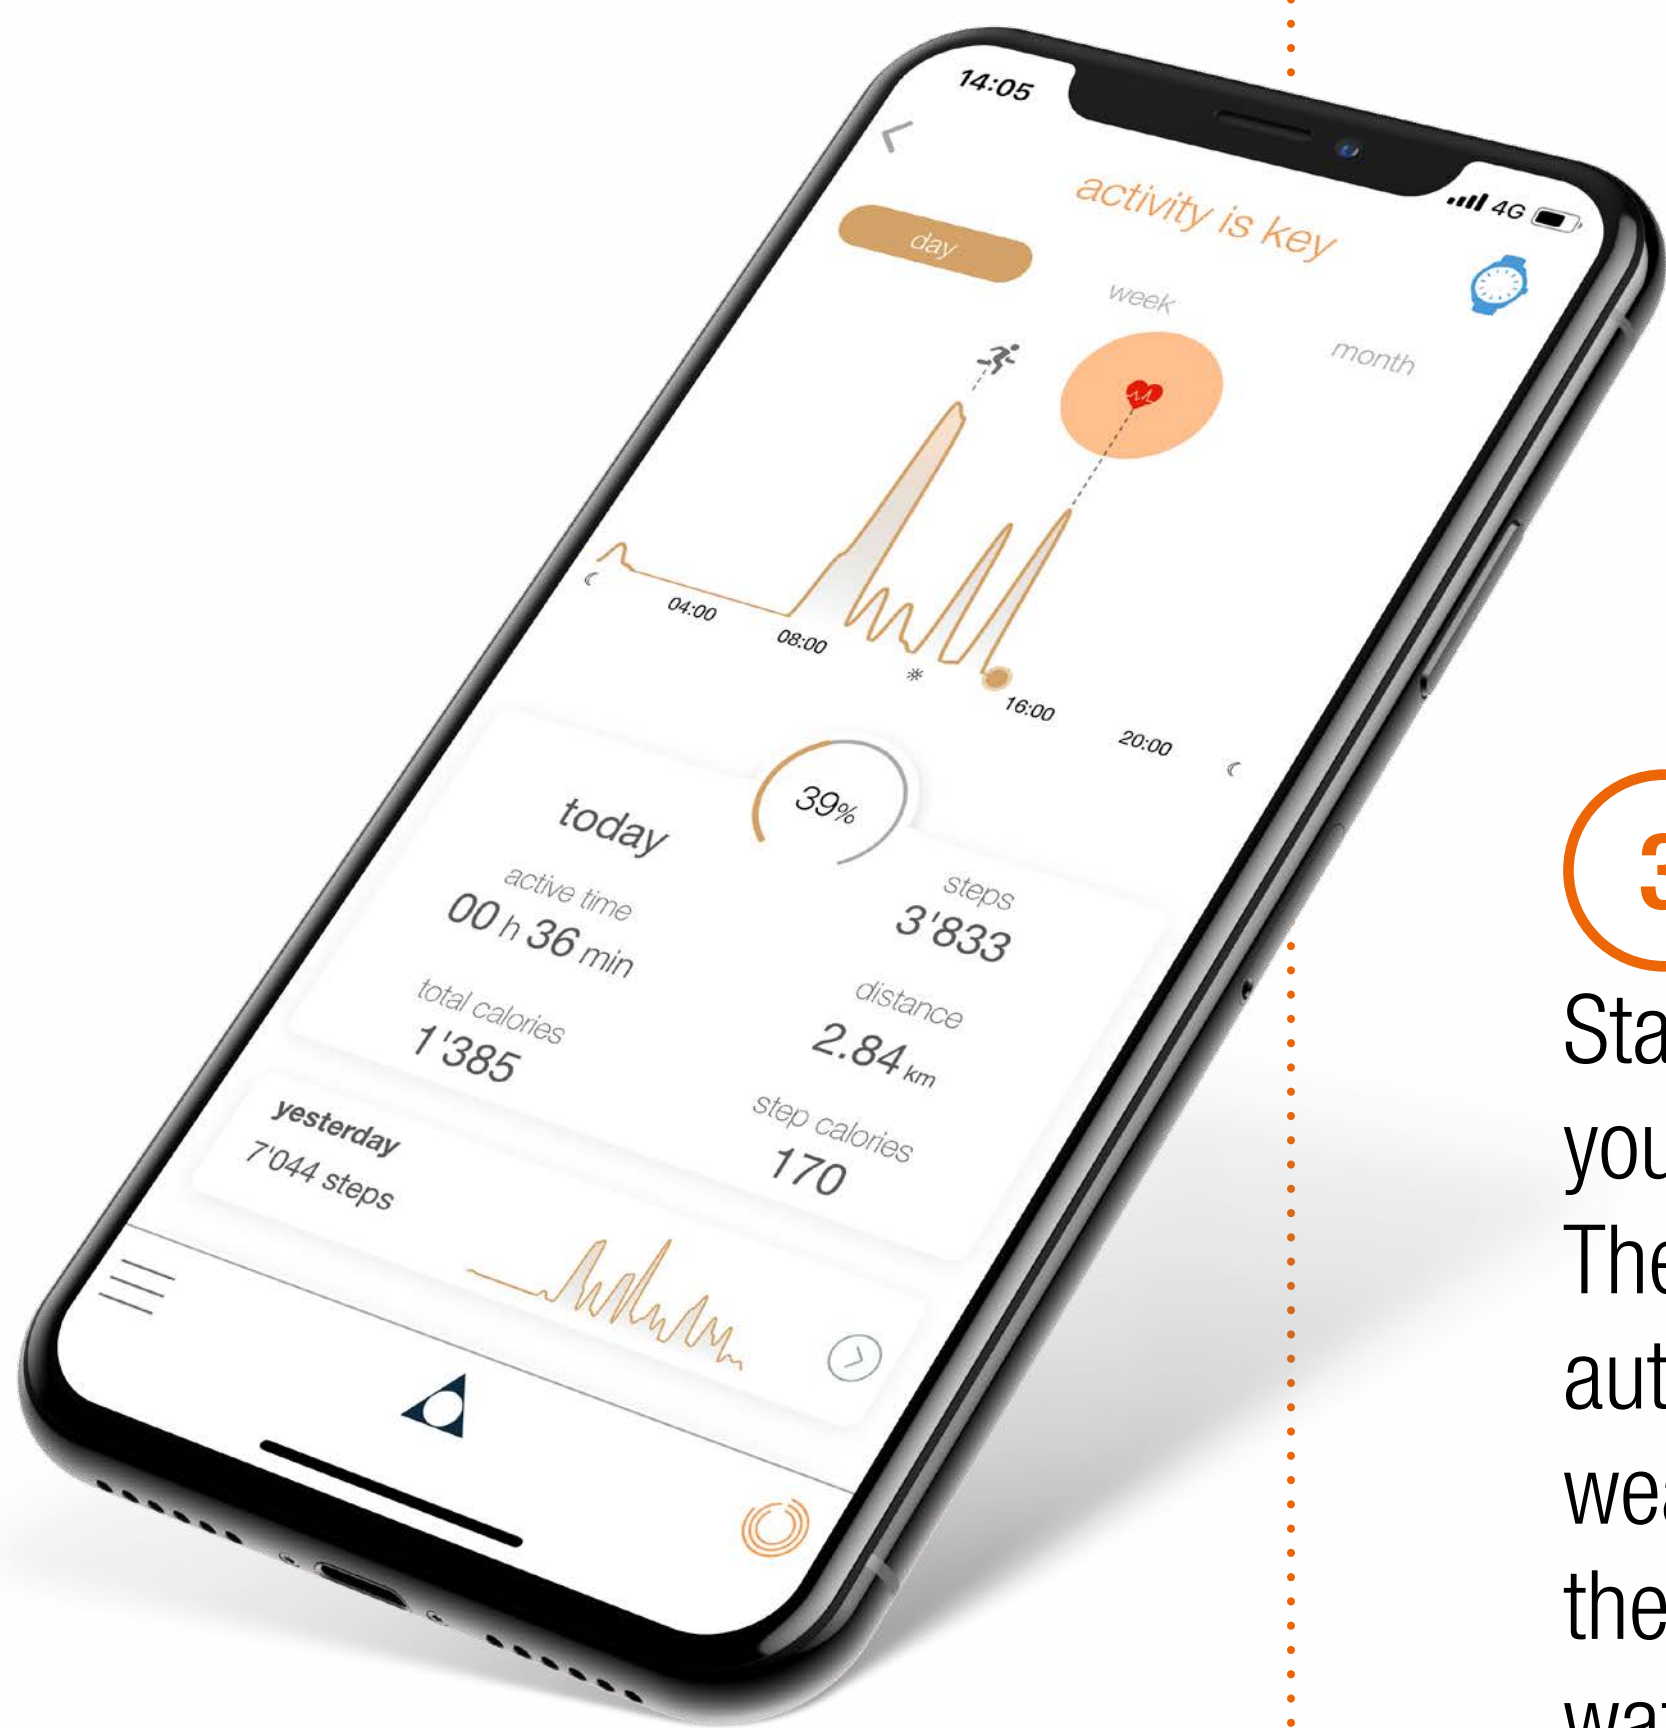 14:05
4G
activity is key
day
week
month
04:00
08:00
16:00
20:00
39%
today
active time
00 h 36 min
total calories
1'385
steps
3'833
distance
2.84 km
step calories
170
yesterday
7'044 steps
3
Sta
you
The
aut
wea
the
wat